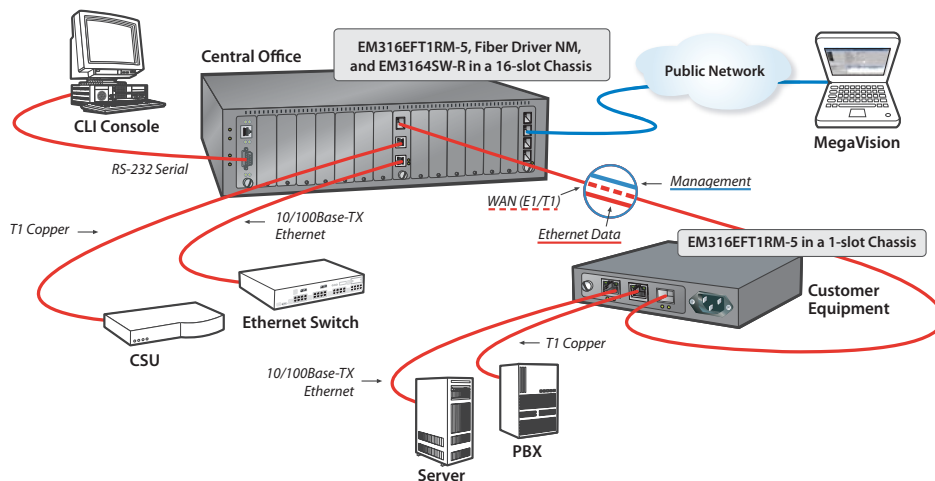 EM316EFT1RM-5, Fiber Driver NM,
and EM3164SW-R in a 16-slot Chassis
Central Office
Public Network
CLI Console
MegaVision
RS-232 Serial
Management
WAN (E1/T1)
10/100Base-TX
Ethernet
T1 Copper
Ethernet Data
EM316EFT1RM-5 in a 1-slot Chassis
Customer
Equipment
Ethernet Switch
CSU
T1 Copper
10/100Base-TX
Ethernet
PBX
Server